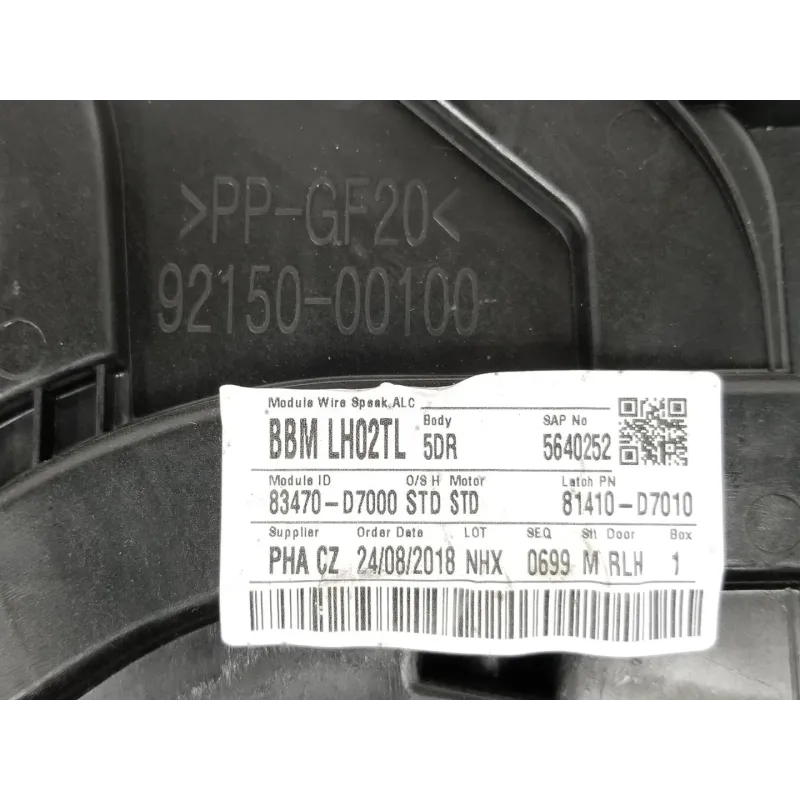 >PP-GF20<
92150-00100
Module Wire Speak.ALC Body SAP No
BBM LH02TL 5DR 5640252
Module ID O/S H Motor Latch PN
83470-D7000 STD STD 81410-D7010
Supplier Order Date LOT SEQ Sft Door Box
PHA CZ 24/08/2018 NHX 0699 M RLH 1